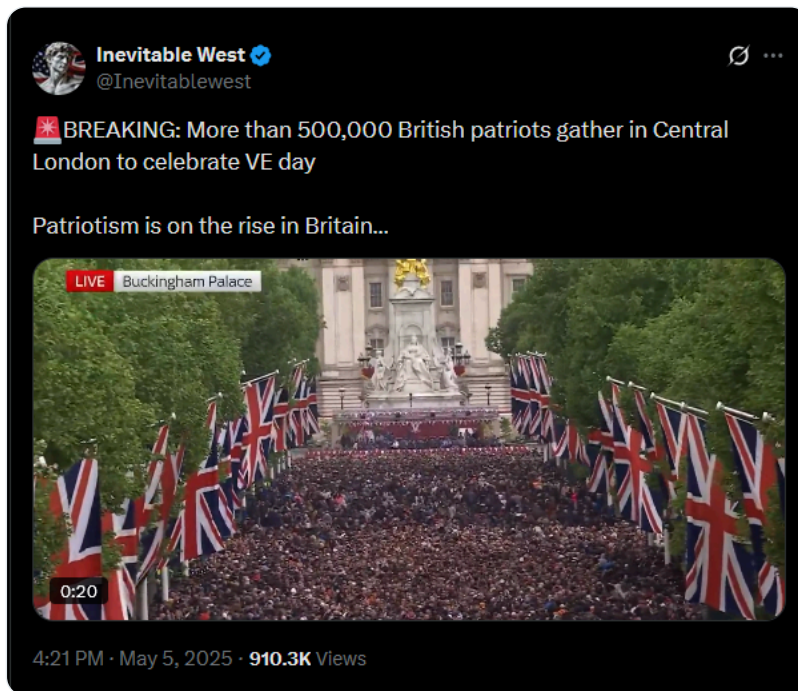 Inevitable West
@Inevitablewest
🚨BREAKING: More than 500,000 British patriots gather in Central
London to celebrate VE day
Patriotism is on the rise in Britain...
LIVE Buckingham Palace
0:20
4:21 PM · May 5, 2025 · 910.3K Views